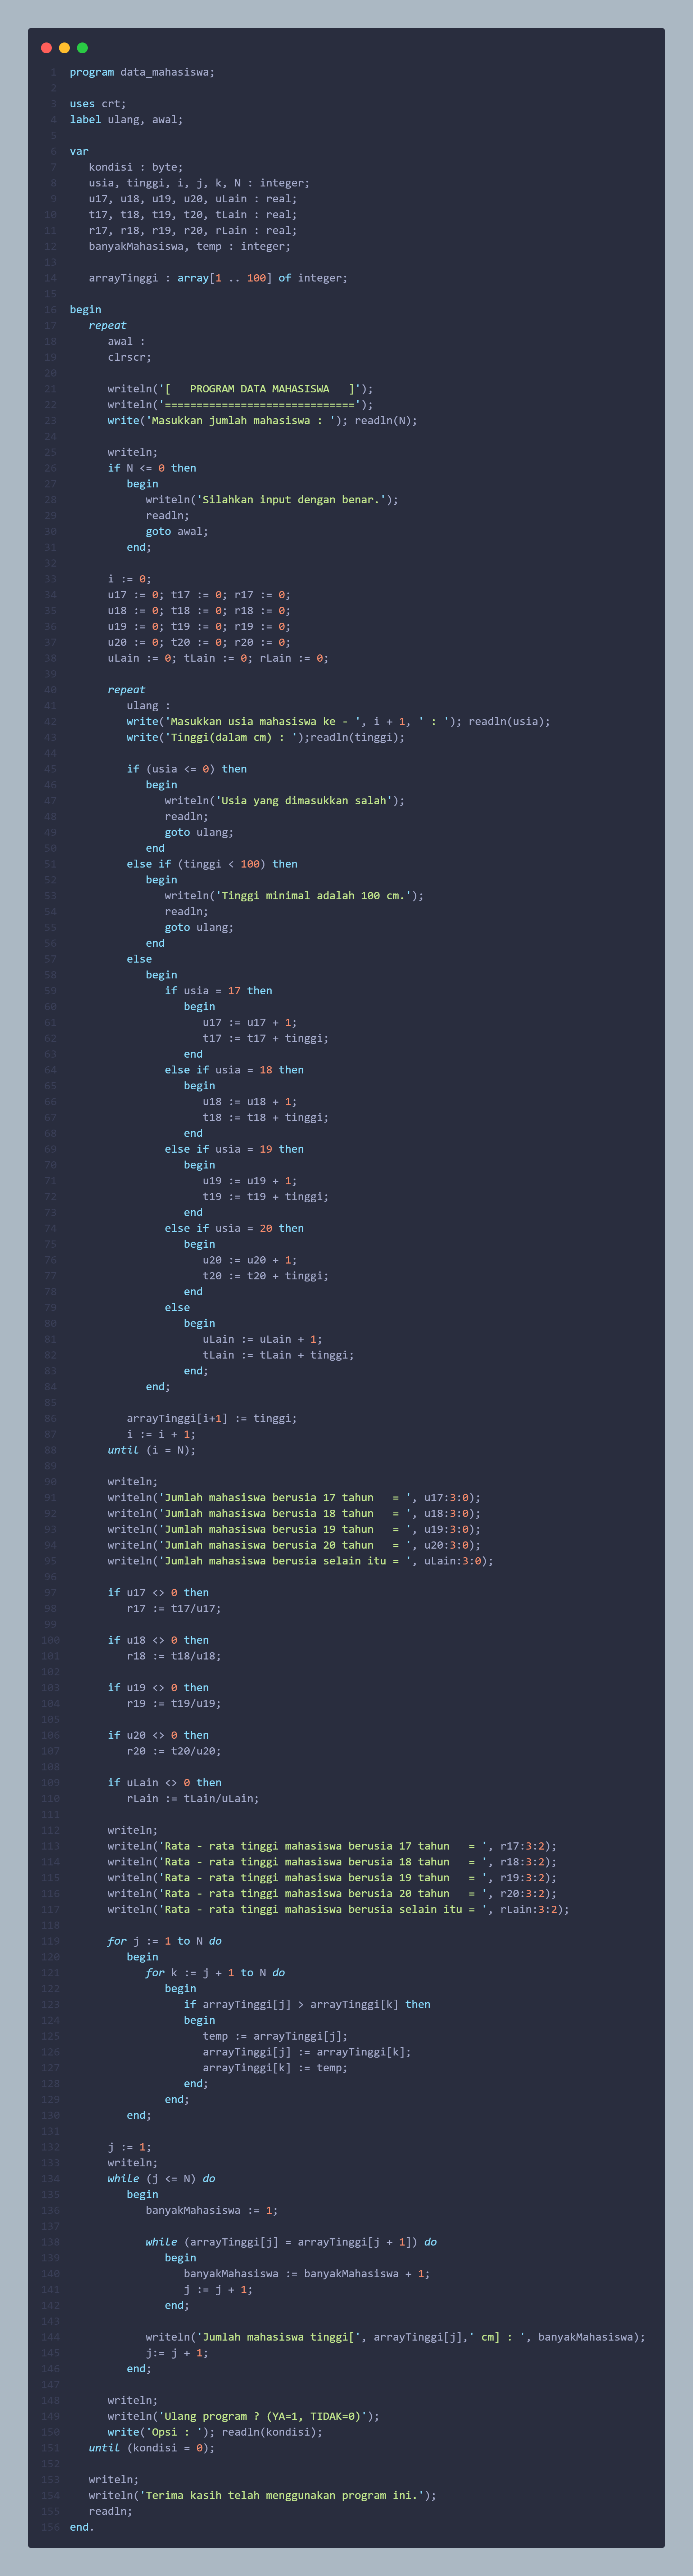 1 program data_mahasiswa;
2
3 uses crt;
4 label ulang, awal;
5
6 var
7    kondisi : byte;
8    usia, tinggi, i, j, k, N : integer;
9    u17, u18, u19, u20, uLain : real;
10    t17, t18, t19, t20, tLain : real;
11    r17, r18, r19, r20, rLain : real;
12    banyakMahasiswa, temp : integer;
13
14    arrayTinggi : array[1 .. 100] of integer;
15
16 begin
17    repeat
18       awal :
19       clrscr;
20
21       writeln('[   PROGRAM DATA MAHASISWA   ]');
22       writeln('==============================');
23       write('Masukkan jumlah mahasiswa : '); readln(N);
24
25       writeln;
26       if N <= 0 then
27          begin
28             writeln('Silahkan input dengan benar.');
29             readln;
30             goto awal;
31          end;
32
33       i := 0;
34       u17 := 0; t17 := 0; r17 := 0;
35       u18 := 0; t18 := 0; r18 := 0;
36       u19 := 0; t19 := 0; r19 := 0;
37       u20 := 0; t20 := 0; r20 := 0;
38       uLain := 0; tLain := 0; rLain := 0;
39
40       repeat
41          ulang :
42          write('Masukkan usia mahasiswa ke - ', i + 1, ' : '); readln(usia);
43          write('Tinggi(dalam cm) : ');readln(tinggi);
44
45          if (usia <= 0) then
46             begin
47                writeln('Usia yang dimasukkan salah');
48                readln;
49                goto ulang;
50             end
51          else if (tinggi < 100) then
52             begin
53                writeln('Tinggi minimal adalah 100 cm.');
54                readln;
55                goto ulang;
56             end
57          else
58             begin
59                if usia = 17 then
60                   begin
61                      u17 := u17 + 1;
62                      t17 := t17 + tinggi;
63                   end
64                else if usia = 18 then
65                   begin
66                      u18 := u18 + 1;
67                      t18 := t18 + tinggi;
68                   end
69                else if usia = 19 then
70                   begin
71                      u19 := u19 + 1;
72                      t19 := t19 + tinggi;
73                   end
74                else if usia = 20 then
75                   begin
76                      u20 := u20 + 1;
77                      t20 := t20 + tinggi;
78                   end
79                else
80                   begin
81                      uLain := uLain + 1;
82                      tLain := tLain + tinggi;
83                   end;
84             end;
85
86          arrayTinggi[i+1] := tinggi;
87          i := i + 1;
88       until (i = N);
89
90       writeln;
91       writeln('Jumlah mahasiswa berusia 17 tahun   = ', u17:3:0);
92       writeln('Jumlah mahasiswa berusia 18 tahun   = ', u18:3:0);
93       writeln('Jumlah mahasiswa berusia 19 tahun   = ', u19:3:0);
94       writeln('Jumlah mahasiswa berusia 20 tahun   = ', u20:3:0);
95       writeln('Jumlah mahasiswa berusia selain itu = ', uLain:3:0);
96
97       if u17 <> 0 then
98          r17 := t17/u17;
99
100       if u18 <> 0 then
101          r18 := t18/u18;
102
103       if u19 <> 0 then
104          r19 := t19/u19;
105
106       if u20 <> 0 then
107          r20 := t20/u20;
108
109       if uLain <> 0 then
110          rLain := tLain/uLain;
111
112       writeln;
113       writeln('Rata - rata tinggi mahasiswa berusia 17 tahun   = ', r17:3:2);
114       writeln('Rata - rata tinggi mahasiswa berusia 18 tahun   = ', r18:3:2);
115       writeln('Rata - rata tinggi mahasiswa berusia 19 tahun   = ', r19:3:2);
116       writeln('Rata - rata tinggi mahasiswa berusia 20 tahun   = ', r20:3:2);
117       writeln('Rata - rata tinggi mahasiswa berusia selain itu = ', rLain:3:2);
118
119       for j := 1 to N do
120          begin
121             for k := j + 1 to N do
122                begin
123                   if arrayTinggi[j] > arrayTinggi[k] then
124                   begin
125                      temp := arrayTinggi[j];
126                      arrayTinggi[j] := arrayTinggi[k];
127                      arrayTinggi[k] := temp;
128                   end;
129                end;
130          end;
131
132       j := 1;
133       writeln;
134       while (j <= N) do
135          begin
136             banyakMahasiswa := 1;
137
138             while (arrayTinggi[j] = arrayTinggi[j + 1]) do
139                begin
140                   banyakMahasiswa := banyakMahasiswa + 1;
141                   j := j + 1;
142                end;
143
144             writeln('Jumlah mahasiswa tinggi[', arrayTinggi[j],' cm] : ', banyakMahasiswa);
145             j:= j + 1;
146          end;
147
148       writeln;
149       writeln('Ulang program ? (YA=1, TIDAK=0)');
150       write('Opsi : '); readln(kondisi);
151    until (kondisi = 0);
152
153    writeln;
154    writeln('Terima kasih telah menggunakan program ini.');
155    readln;
156 end.